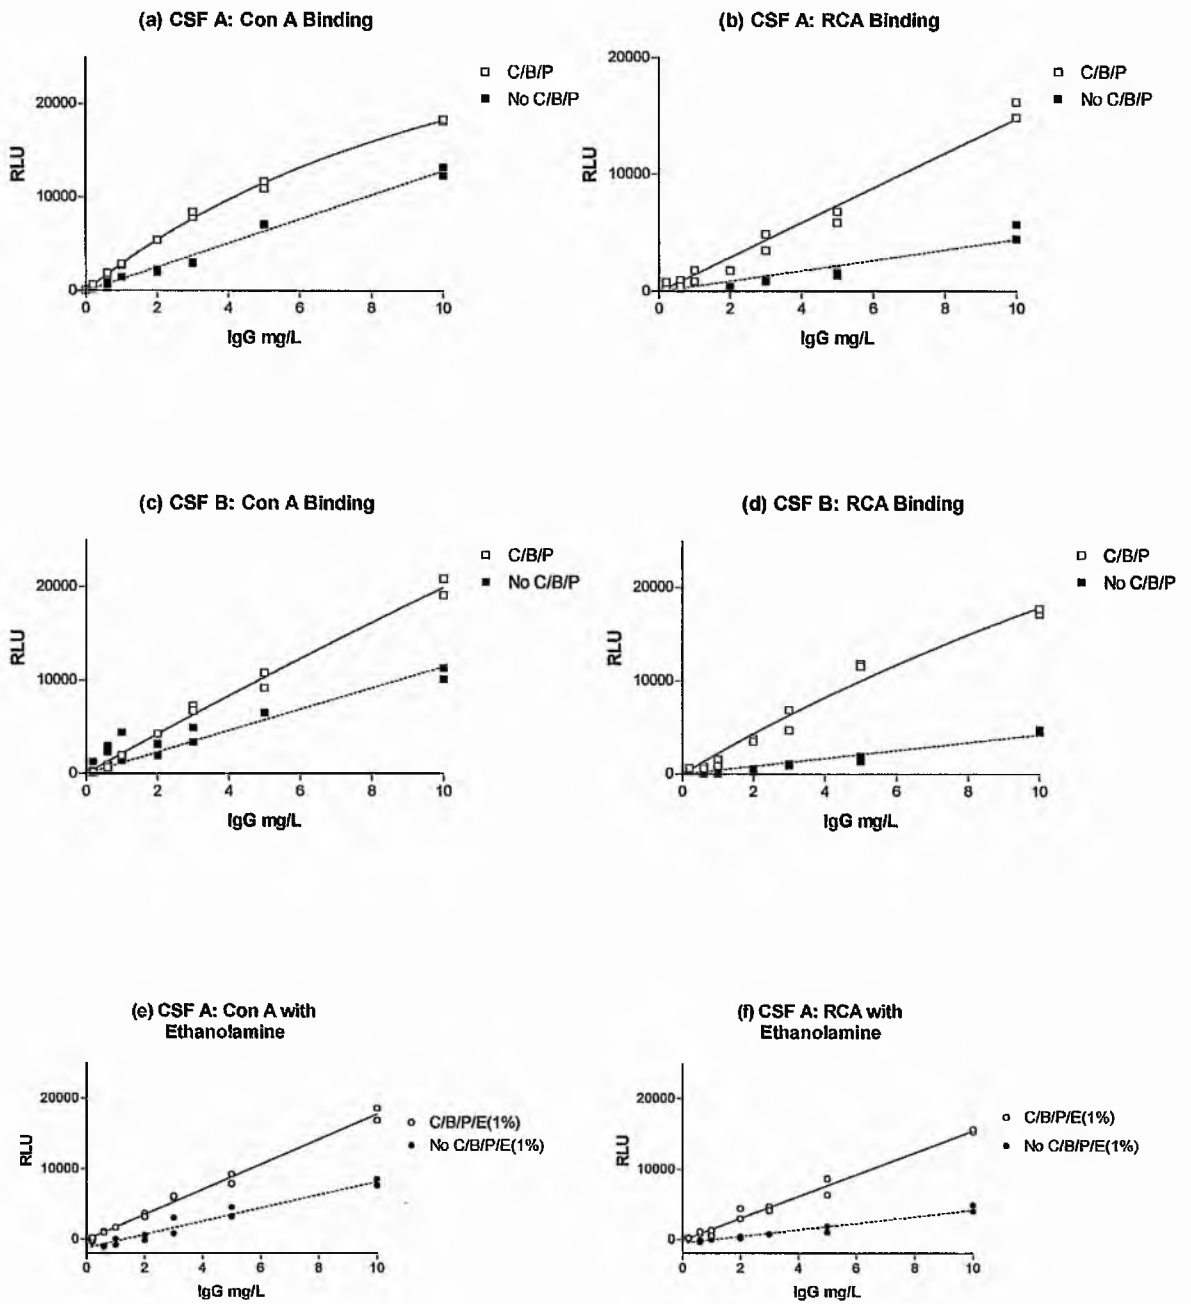 (a) CSF A: Con A Binding
C/B/P
No C/B/P
20000
10000
0
RLU
0 2 4 6 8 10
IgG mg/L
(b) CSF A: RCA Binding
C/B/P
No C/B/P
20000
10000
0
RLU
0 2 4 6 8 10
IgG mg/L
(c) CSF B: Con A Binding
C/B/P
No C/B/P
20000
10000
0
RLU
0 2 4 6 8 10
IgG mg/L
(d) CSF B: RCA Binding
C/B/P
No C/B/P
20000
10000
0
RLU
0 2 4 6 8 10
IgG mg/L
(e) CSF A: Con A with
Ethanolamine
C/B/P/E(1%)
No C/B/P/E(1%)
20000
10000
0
RLU
0 2 4 6 8 10
IgG mg/L
(f) CSF A: RCA with
Ethanolamine
C/B/P/E(1%)
No C/B/P/E(1%)
20000
10000
0
RLU
0 2 4 6 8 10
IgG mg/L